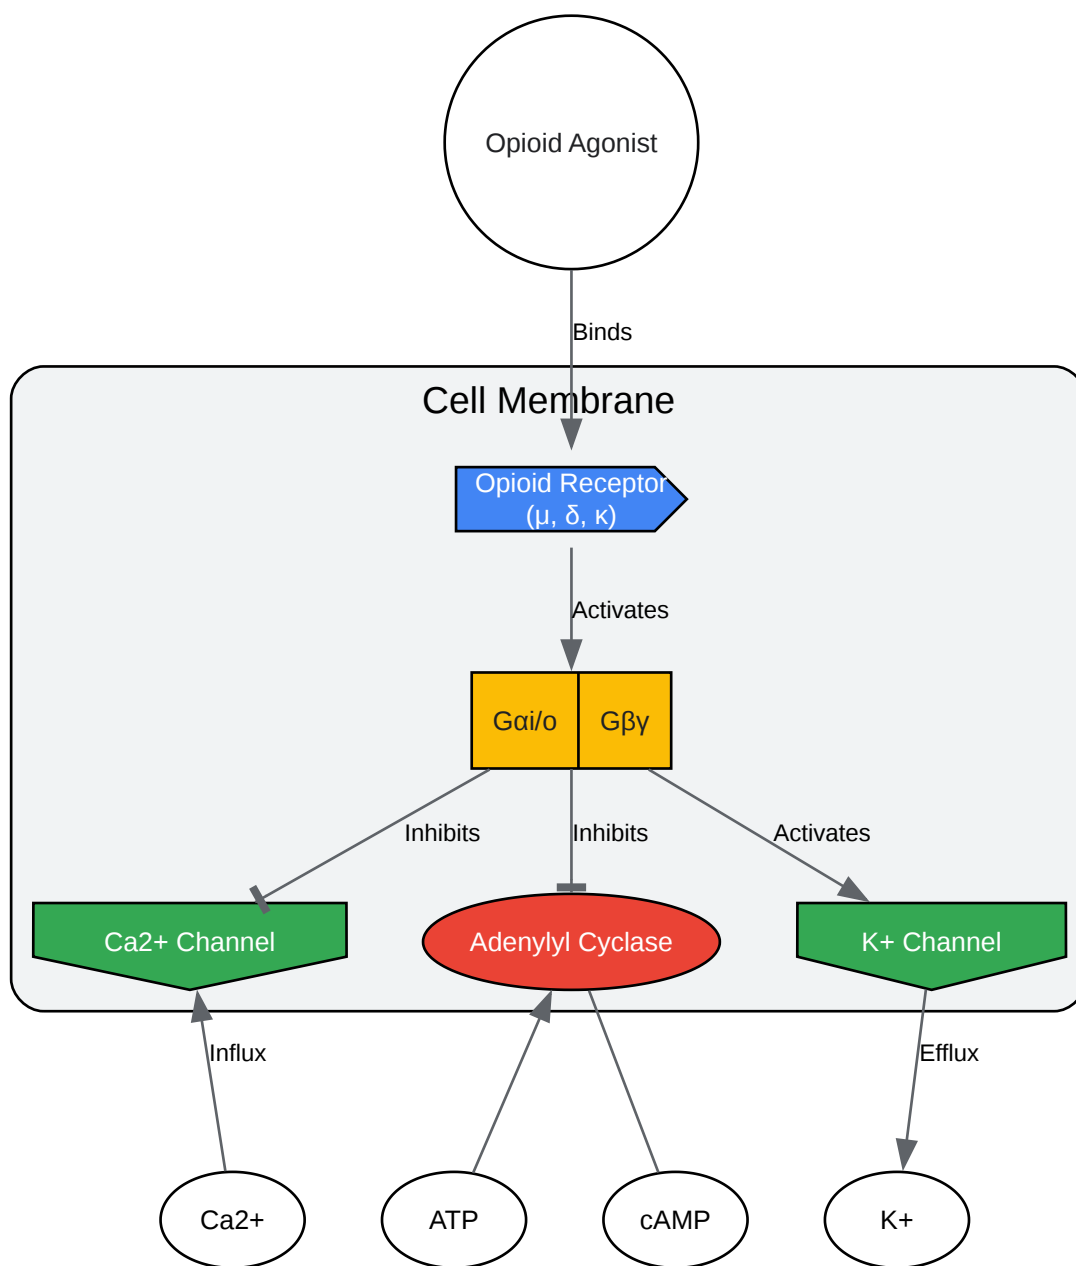 Opioid Agonist
Binds
Cell Membrane
Opioid Receptor
(μ, δ, κ)
Activates
Gαi/o
Gβγ
Inhibits
Inhibits
Activates
Ca2+ Channel
Adenylyl Cyclase
K+ Channel
Influx
Efflux
Ca2+
ATP
cAMP
K+